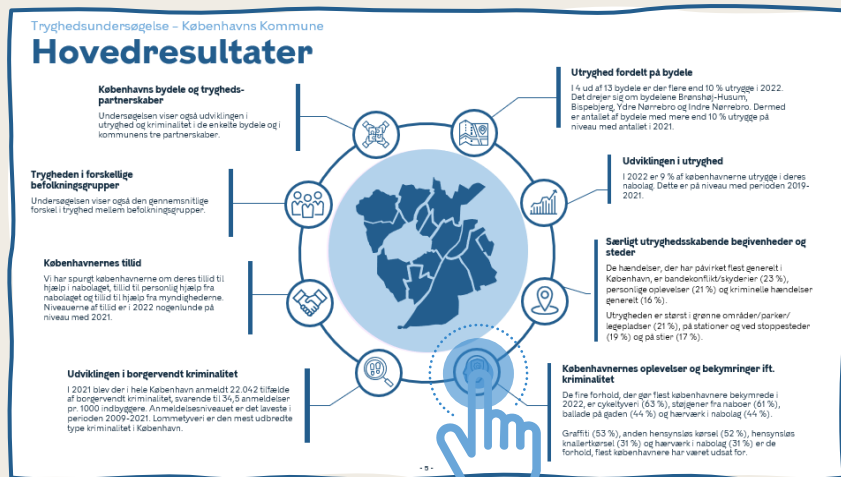 Tryghedsundersøgelse – Københavns Kommune
Hovedresultater
Københavns bydele og trygheds-
partnerskaber
Undersøgelsen viser også udviklingen i
utryghed og kriminalitet i de enkelte bydele og i
kommunens tre partnerskaber.
Trygheden i forskellige
befolkningsgrupper
Undersøgelsen viser også den gennemsnitlige
forskel i tryghed mellem befolkningsgrupper.
Københavnernes tillid
Vi har spurgt københavnerne om deres tillid til
hjælp i nabolaget, tillid til personlig hjælp fra
nabolaget og tillid til hjælp fra myndighederne.
Niveauerne af tillid er i 2022 nogenlunde på
niveau med 2021.
Udviklingen i borgervendt kriminalitet
I 2021 blev der i hele København anmeldt 22.042 tilfælde
af borgervendt kriminalitet, svarende til 34,5 anmeldelser
pr. 1000 indbyggere. Anmeldelsesniveauet er det laveste i
perioden 2009-2021. Lommetyveri er den mest udbredte
type kriminalitet i København.
Utryghed fordelt på bydele
I 4 ud af 13 bydele er der flere end 10 % utrygge i 2022.
Det drejer sig om bydelene Brønshøj-Husum,
Bispebjerg, Ydre Nørrebro og Indre Nørrebro. Dermed
er antallet af bydele med mere end 10 % utrygge på
niveau med antallet i 2021.
Udviklingen i utryghed
I 2022 er 9 % af københavnerne utrygge i deres
nabolag. Dette er på niveau med perioden 2019-
2021.
Særligt utryghedsskabende begivenheder og
steder
De hændelser, der har påvirket flest generelt i
København, er bandekonflikt/skyderier (23 %),
personlige oplevelser (21 %) og kriminelle hændelser
generelt (16 %).
Utrygheden er størst i grønne områder/parker/
legepladser (21 %), på stationer og ved stoppesteder
(19 %) og på stier (17 %).
Københavnernes oplevelser og bekymringer ift.
kriminalitet
De fire forhold, der gør flest københavnere bekymrede i
2022, er cykeltyveri (63 %), støjgener fra naboer (61 %),
ballade på gaden (44 %) og hærværk i nabolag (44 %).
Graffiti (53 %), anden hensynsløs kørsel (52 %), hensynsløs
knallertkørsel (31 %) og hærværk i nabolag (31 %) er de
forhold, flest københavnere har været udsat for.
- 5 -